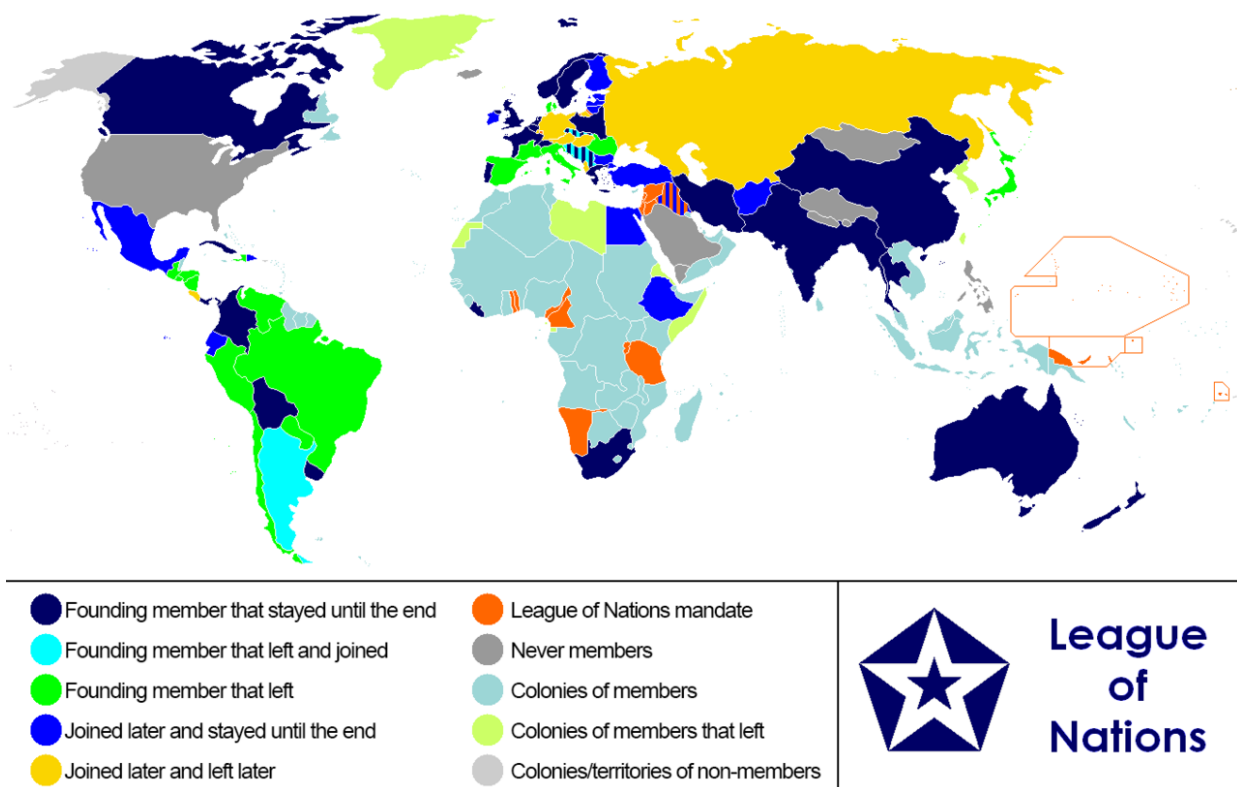 Founding member that stayed until the end
Founding member that left and joined
Founding member that left
Joined later and stayed until the end
Joined later and left later
League of Nations mandate
Never members
Colonies of members
Colonies of members that left
Colonies/territories of non-members
League
of
Nations